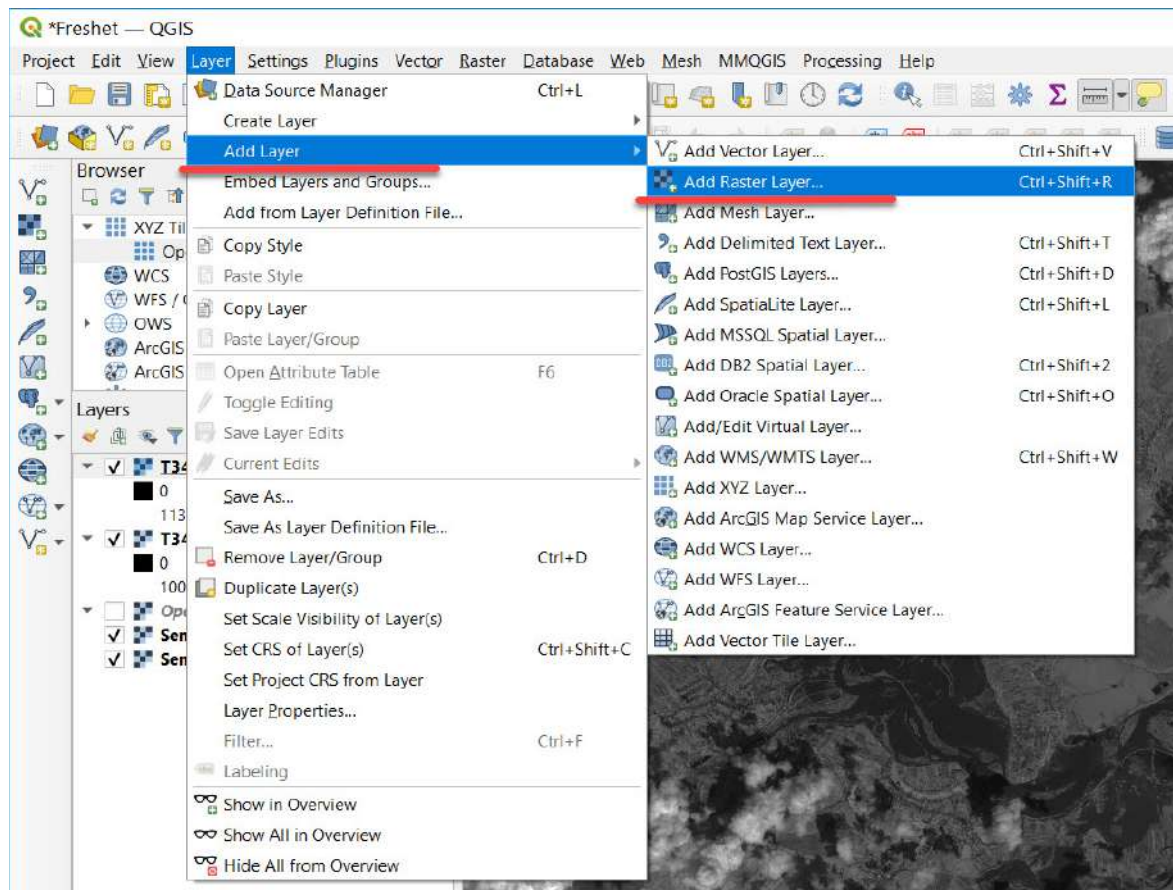 *Freshet — QGIS
Project Edit View Layer Settings Plugins Vector Raster Database Web Mesh MMQGIS Processing Help
Data Source Manager Ctrl+L
Create Layer
Add Layer
Embed Layers and Groups...
Add from Layer Definition File...
Copy Style
Paste Style
Copy Layer
Paste Layer/Group
Open Attribute Table F6
Toggle Editing
Save Layer Edits
Current Edits
Save As...
Save As Layer Definition File...
Remove Layer/Group Ctrl+D
Duplicate Layer(s)
Set Scale Visibility of Layer(s)
Set CRS of Layer(s) Ctrl+Shift+C
Set Project CRS from Layer
Layer Properties...
Filter... Ctrl+F
Labeling
Show in Overview
Show All in Overview
Hide All from Overview
Add Vector Layer... Ctrl+Shift+V
Add Raster Layer... Ctrl+Shift+R
Add Mesh Layer...
Add Delimited Text Layer... Ctrl+Shift+T
Add PostGIS Layers... Ctrl+Shift+D
Add SpatiaLite Layer... Ctrl+Shift+L
Add MSSQL Spatial Layer...
Add DB2 Spatial Layer... Ctrl+Shift+2
Add Oracle Spatial Layer... Ctrl+Shift+O
Add/Edit Virtual Layer...
Add WMS/WMTS Layer... Ctrl+Shift+W
Add XYZ Layer...
Add ArcGIS Map Service Layer...
Add WCS Layer...
Add WFS Layer...
Add ArcGIS Feature Service Layer...
Add Vector Tile Layer...
Browser
XYZ Til
Op
WCS
WFS /
OWS
ArcGIS
ArcGIS
Layers
T34
0
113
T34
0
100
Ope
Sen
Sen